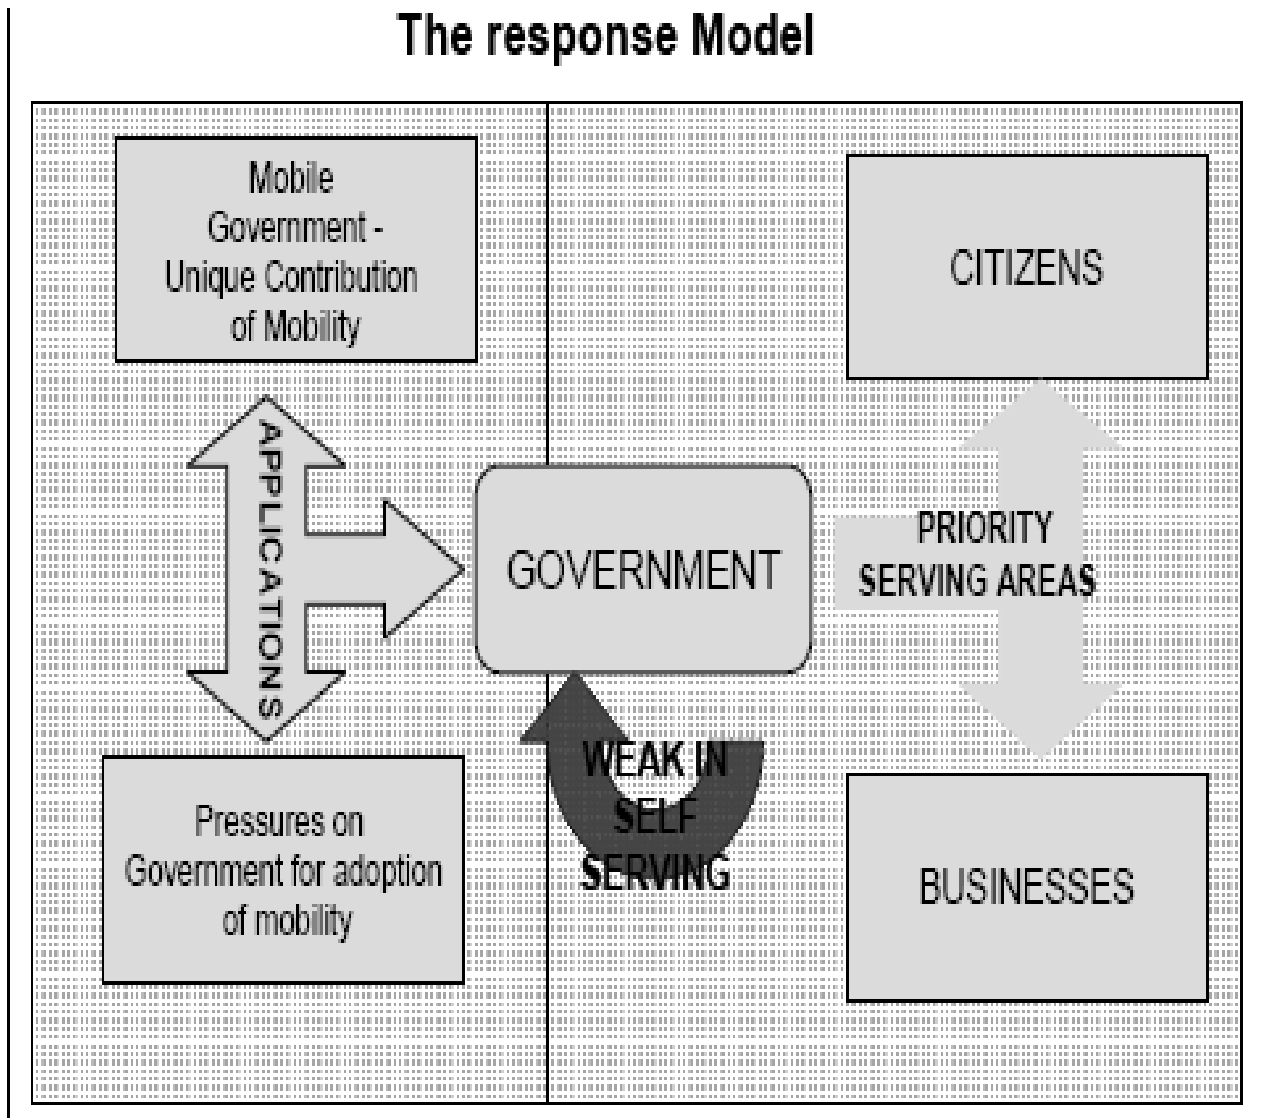 The response Model
Mobile
Government -
Unique Contribution
of Mobility
APPLICATIONS
Pressures on
Government for adoption
of mobility
GOVERNMENT
WEAK IN
SELF
SERVING
CITIZENS
PRIORITY
SERVING AREAS
BUSINESSES